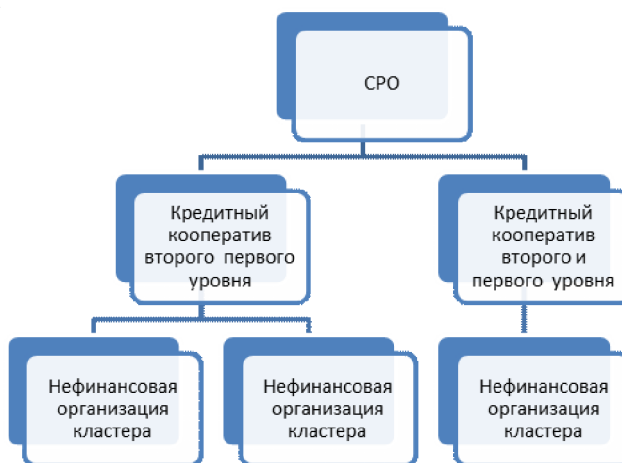 СРО
Кредитный
кооператив
второго первого
уровня
Кредитный
кооператив
второго и
первого уровня
Нефинансовая
организация
кластера
Нефинансовая
организация
кластера
Нефинансовая
организация
кластера